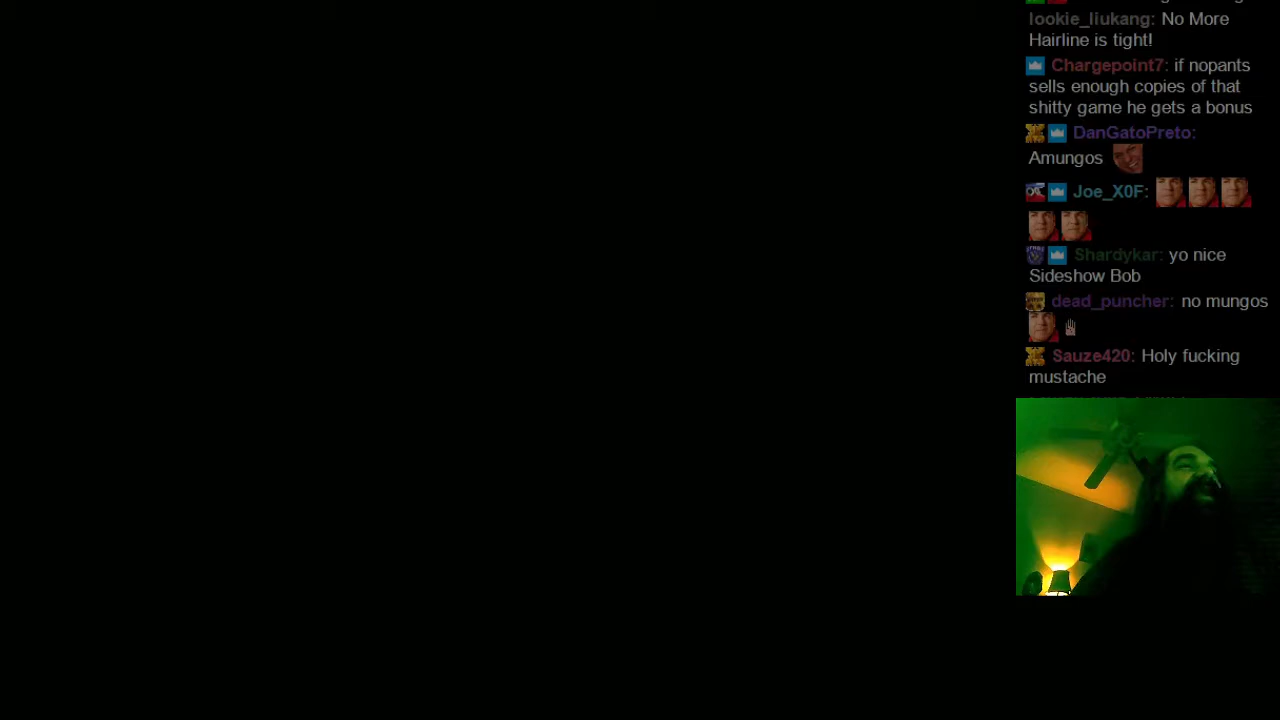 lookie_liukang: No More
Hairline is tight!
Chargepoint7: if nopants
sells enough copies of that
shitty game he gets a bonus
DanGatoPreto:
Amungos
Joe_X0F:
Shardykar: yo nice
Sideshow Bob
dead_puncher: no mungos
Sauze420: Holy fucking
mustache